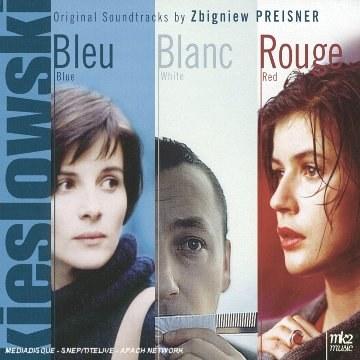 Original Soundtracks by Zbigniew PREISNER
kieslowski
Bleu
Blue
Blanc
White
Rouge
Red
MEDIADISQUE - SNEP/TITELIVE - APACH NETWORK
mk2
music